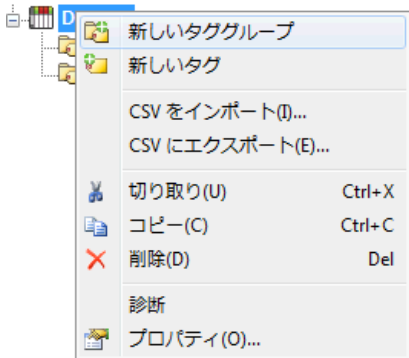 D
新しいタググループ
新しいタグ
CSV をインポート(I)...
CSV にエクスポート(E)...
切り取り(U) Ctrl+X
コピー(C) Ctrl+C
削除(D) Del
診断
プロパティ(O)...